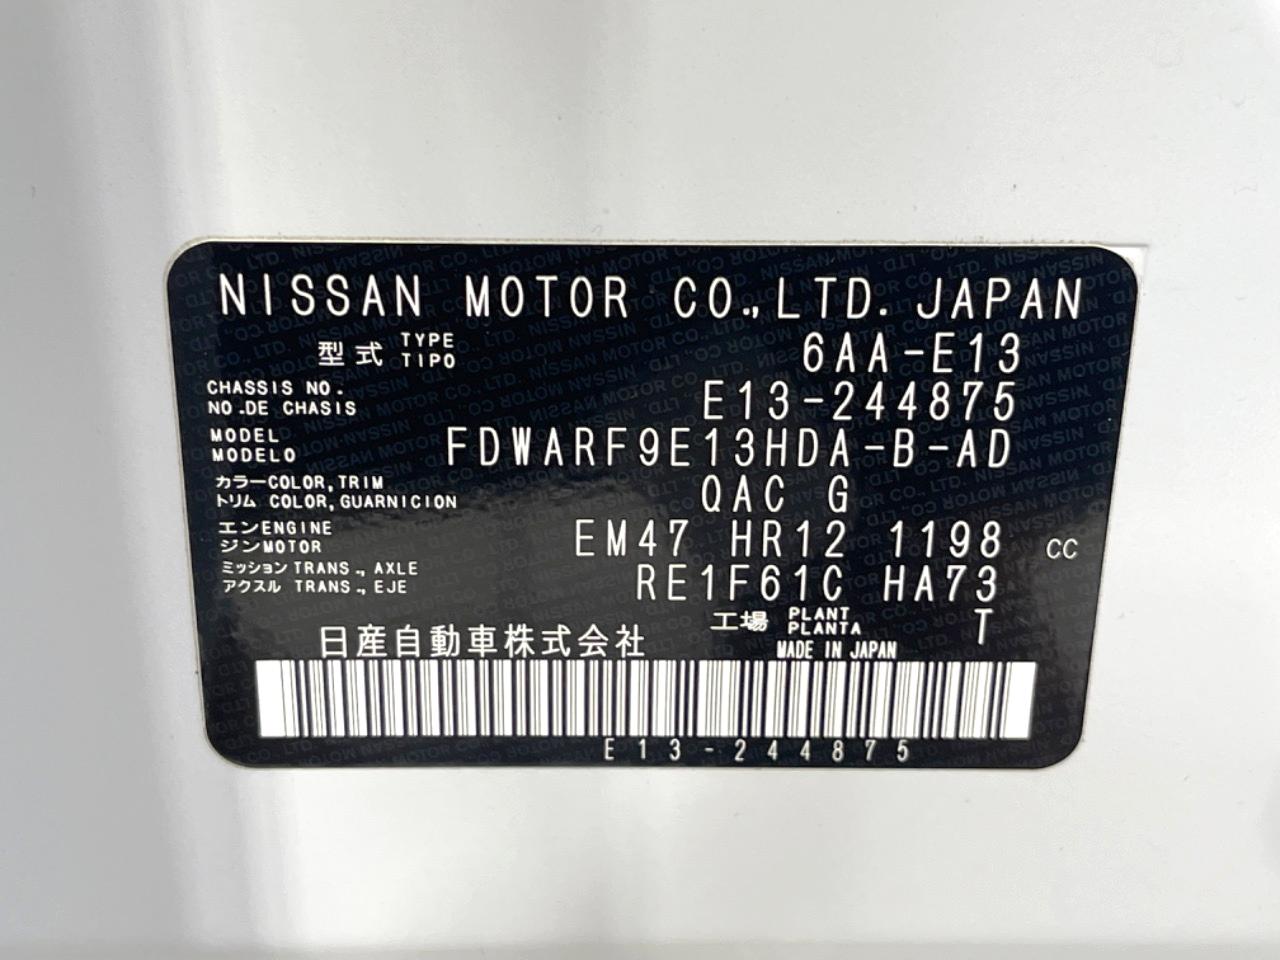 NISSAN MOTOR CO.,LTD. JAPAN
型式 TYPE TIPO 6AA-E13
CHASSIS NO. NO.DE CHASIS E13-244875
MODEL MODELO FDWARF9E13HDA-B-AD
カラー COLOR,TRIM トリム COLOR,GUARNICION QAC G
エンジン ENGINE MOTOR EM47 HR12 1198 CC
ミッション TRANS., AXLE アクスル TRANS., EJE RE1F61C HA73
工場 PLANT PLANTA T
日産自動車株式会社 MADE IN JAPAN
E13-244875